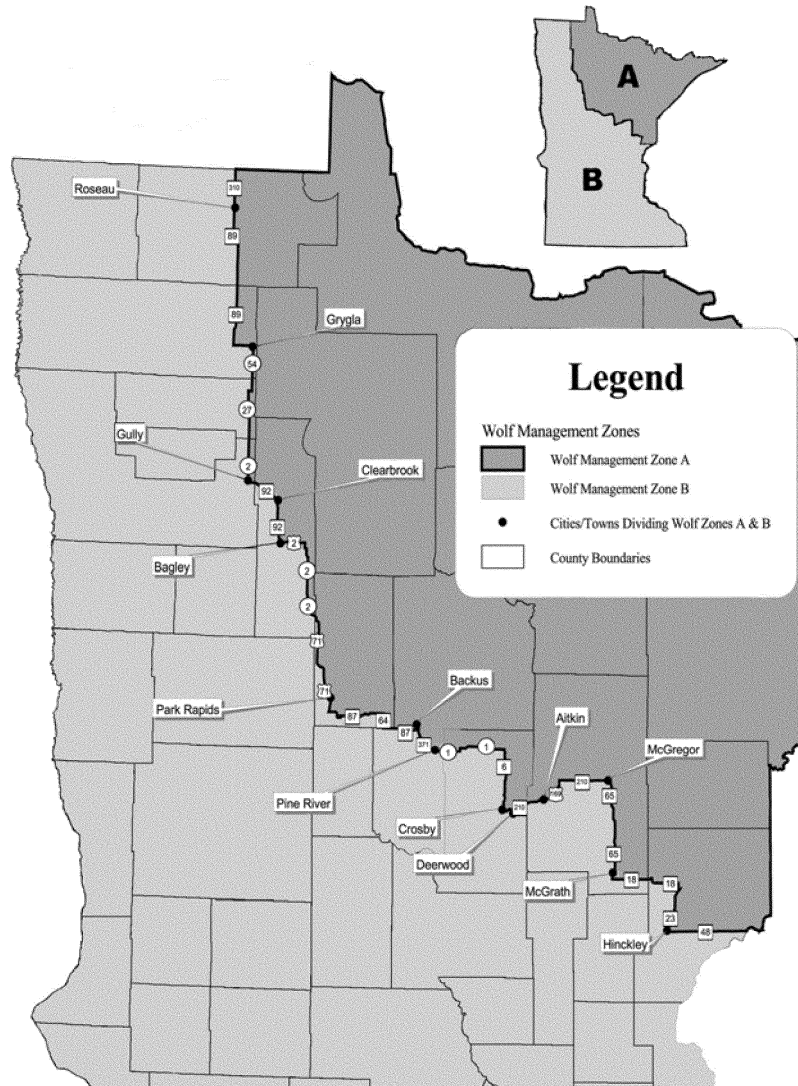 A
B
310
Roseau
89
89
Grygla
54
27
Gully
2
92
Clearbrook
92
Bagley
2
2
2
71
71
Park Rapids
87
64
87
Backus
371
Pine River
1
1
6
Crosby
210
Deerwood
Aitkin
169
210
McGregor
65
65
McGrath
18
18
23
Hinckley
48
Legend
Wolf Management Zones
Wolf Management Zone A
Wolf Management Zone B
Cities/Towns Dividing Wolf Zones A & B
County Boundaries